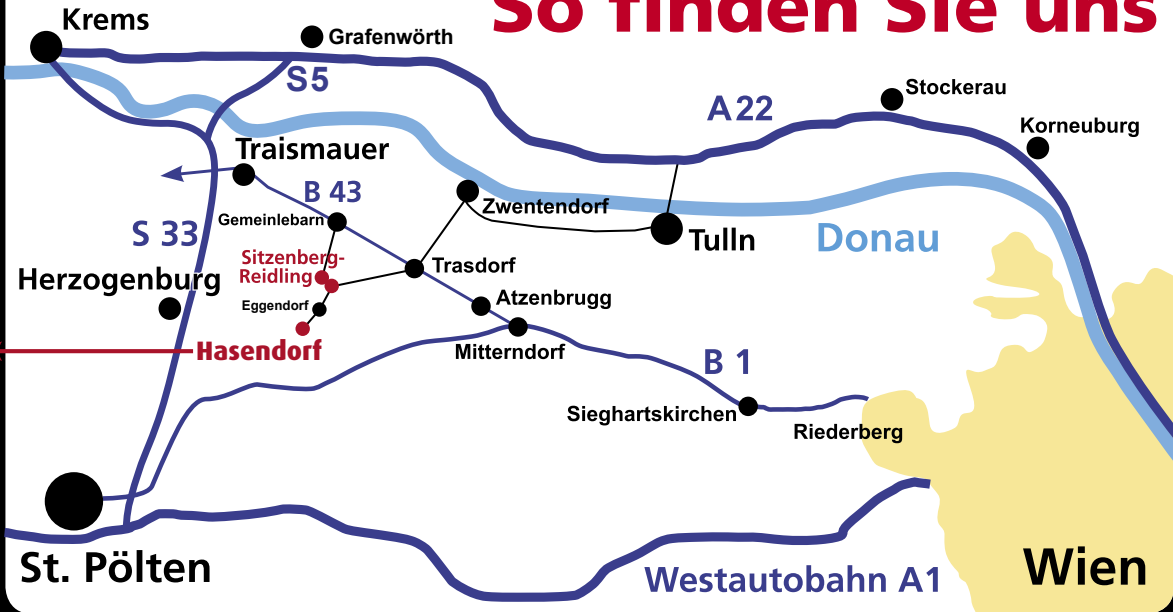 So finden Sie uns
Krems
Grafenwörth
S5
A22
Stockerau
Korneuburg
Traismauer
B 43
Gemeinlebarn
Zwentendorf
S 33
Tulln
Donau
Sitzenberg-
Reidling
Trasdorf
Herzogenburg
Eggendorf
Atzenbrugg
Hasendorf
Mitterndorf
B 1
Sieghartskirchen
Riederberg
St. Pölten
Westautobahn A1
Wien